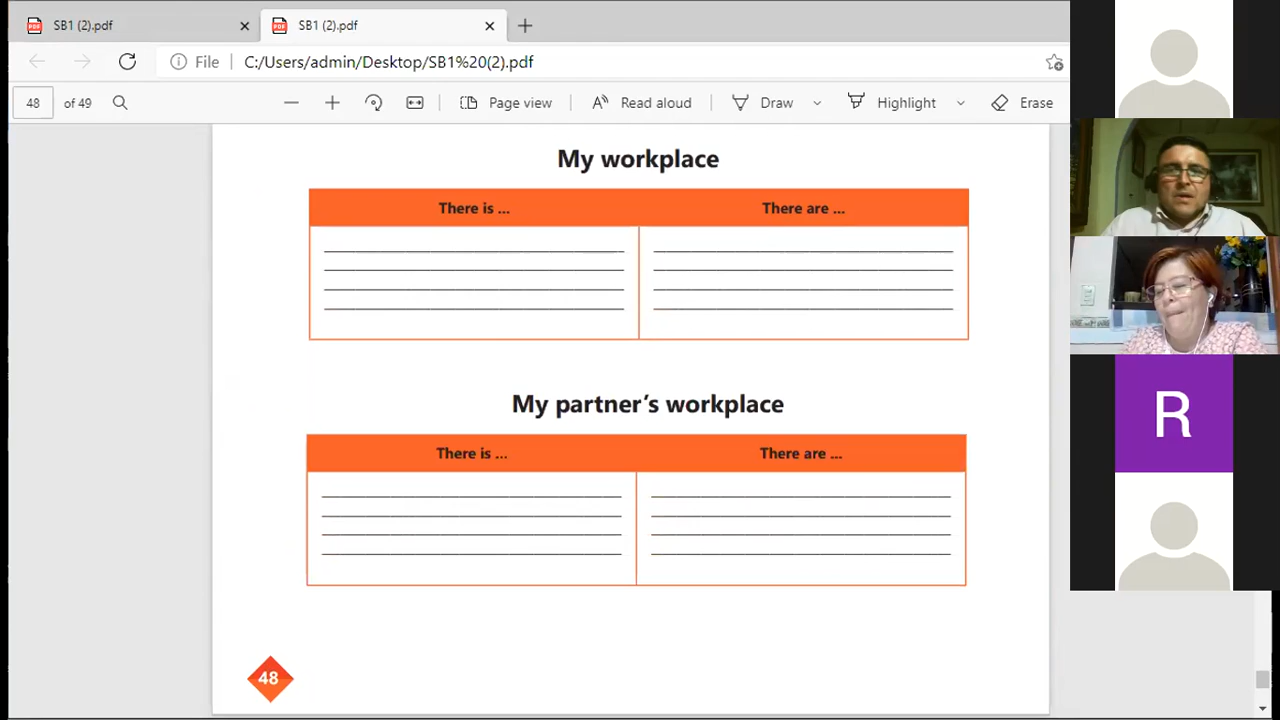 SB1 (2).pdf
SB1 (2).pdf
File
C:/Users/admin/Desktop/SB1%20(2).pdf
48 of 49
Page view
Read aloud
Draw
Highlight
Erase
My workplace
There is ... There are ...
My partner's workplace
There is ... There are ...
R
48